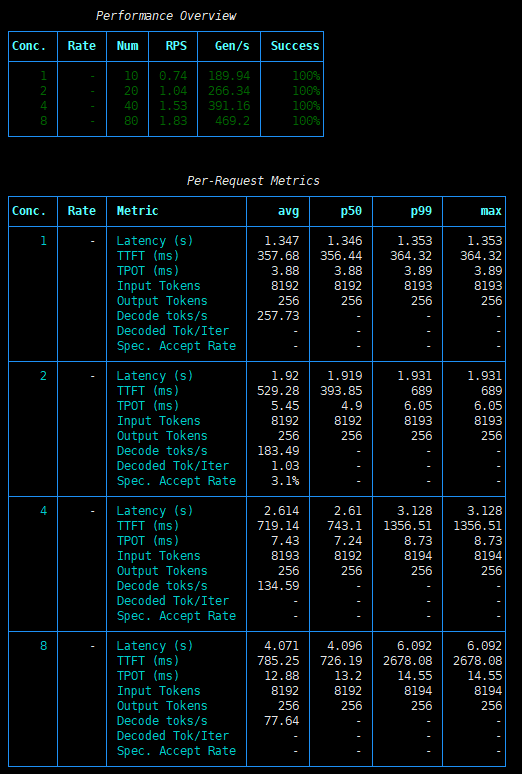 Performance Overview
Conc. Rate Num RPS Gen/s Success
1 - 10 0.74 189.94 100%
2 - 20 1.04 266.34 100%
4 - 40 1.53 391.16 100%
8 - 80 1.83 469.2 100%
Per-Request Metrics
Conc. Rate Metric avg p50 p99 max
1 - Latency (s) 1.347 1.346 1.353 1.353
TTFT (ms) 357.68 356.44 364.32 364.32
TPOT (ms) 3.88 3.88 3.89 3.89
Input Tokens 8192 8192 8193 8193
Output Tokens 256 256 256 256
Decode toks/s 257.73 - - -
Decoded Tok/Iter - - - -
Spec. Accept Rate - - - -
2 - Latency (s) 1.92 1.919 1.931 1.931
TTFT (ms) 529.28 393.85 689 689
TPOT (ms) 5.45 4.9 6.05 6.05
Input Tokens 8192 8192 8193 8193
Output Tokens 256 256 256 256
Decode toks/s 183.49 - - -
Decoded Tok/Iter 1.03 - - -
Spec. Accept Rate 3.1% - - -
4 - Latency (s) 2.614 2.61 3.128 3.128
TTFT (ms) 719.14 743.1 1356.51 1356.51
TPOT (ms) 7.43 7.24 8.73 8.73
Input Tokens 8193 8192 8194 8194
Output Tokens 256 256 256 256
Decode toks/s 134.59 - - -
Decoded Tok/Iter - - - -
Spec. Accept Rate - - - -
8 - Latency (s) 4.071 4.096 6.092 6.092
TTFT (ms) 785.25 726.19 2678.08 2678.08
TPOT (ms) 12.88 13.2 14.55 14.55
Input Tokens 8192 8192 8194 8194
Output Tokens 256 256 256 256
Decode toks/s 77.64 - - -
Decoded Tok/Iter - - - -
Spec. Accept Rate - - - -